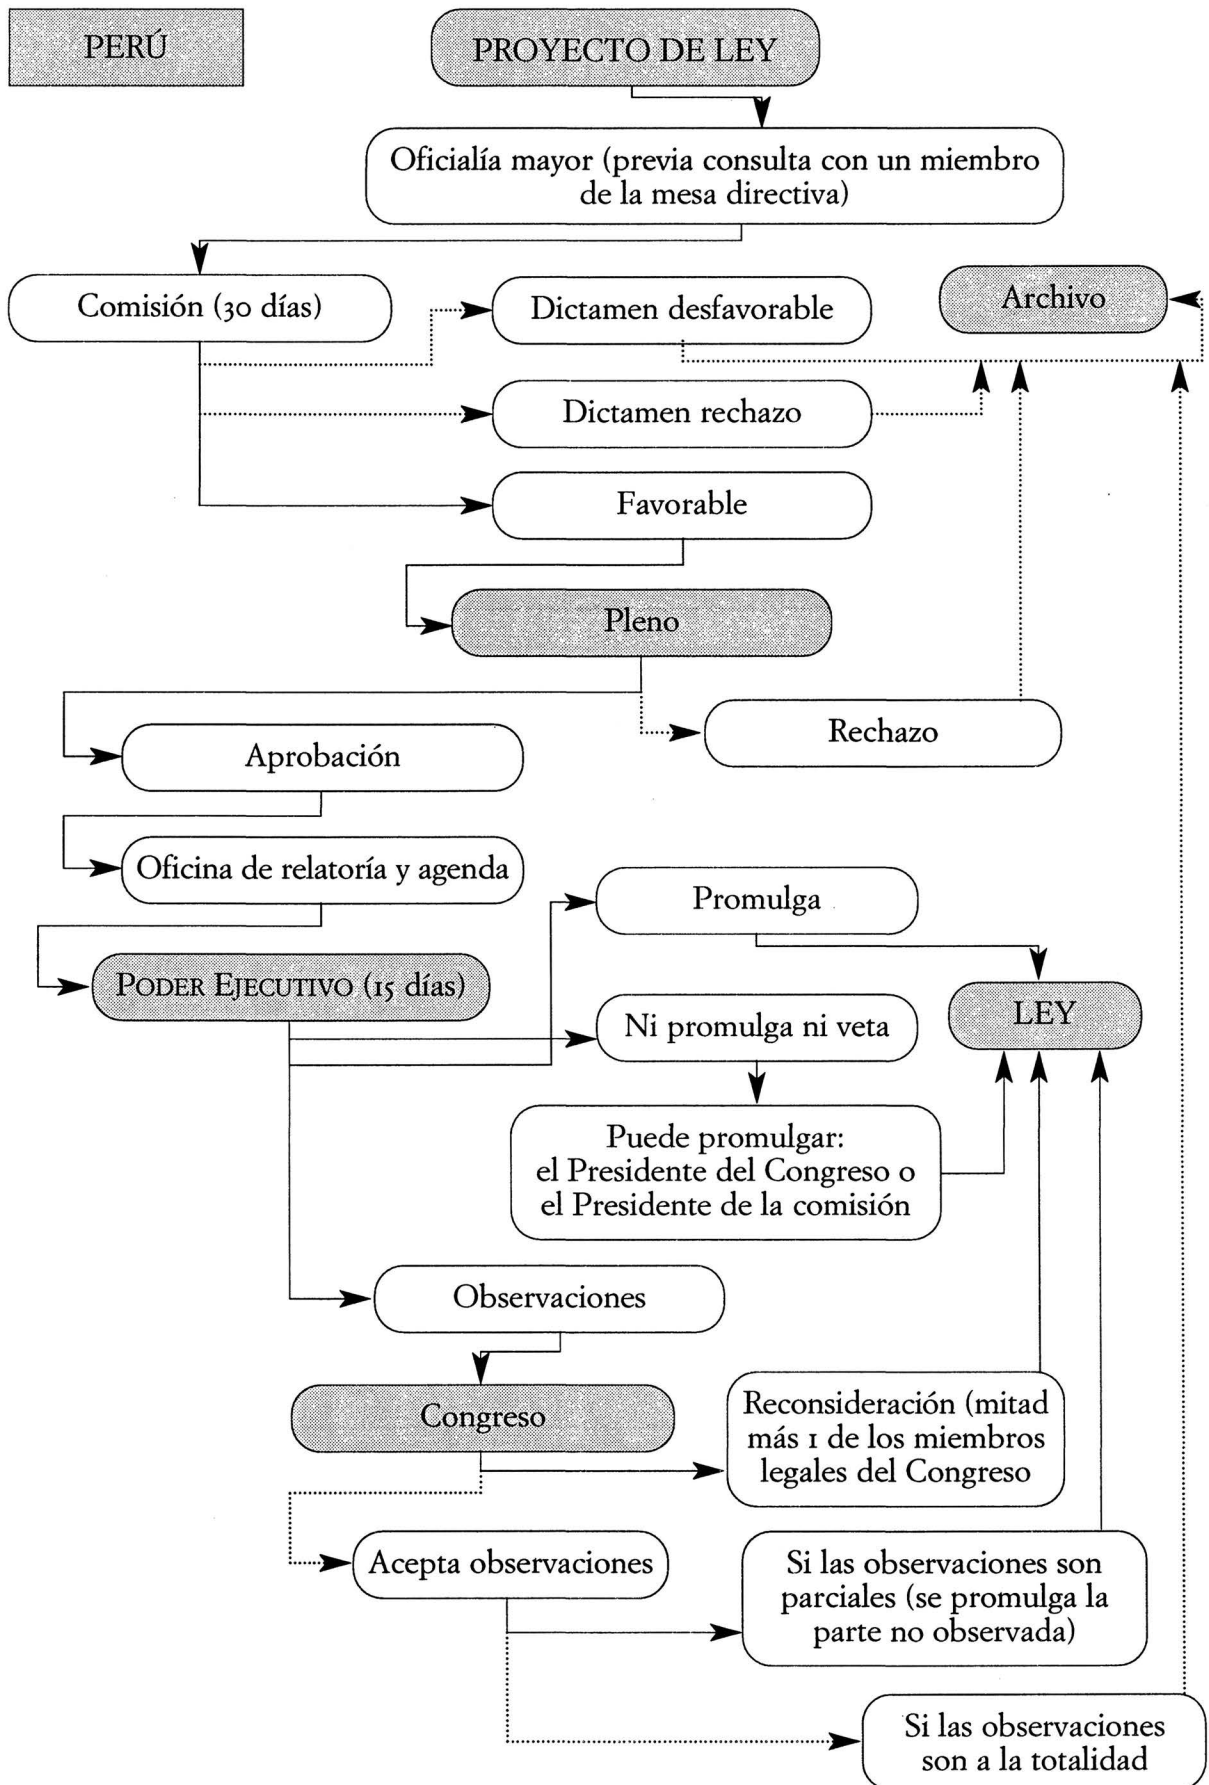 PERÚ
PROYECTO DE LEY
Oficialía mayor (previa consulta con un miembro
de la mesa directiva)
Comisión (30 días)
Dictamen desfavorable
Archivo
Dictamen rechazo
Favorable
Pleno
Rechazo
Aprobación
Oficina de relatoría y agenda
Promulga
PODER EJECUTIVO (15 días)
LEY
Ni promulga ni veta
Puede promulgar:
el Presidente del Congreso o
el Presidente de la comisión
Observaciones
Congreso
Reconsideración (mitad
más 1 de los miembros
legales del Congreso
Acepta observaciones
Si las observaciones son
parciales (se promulga la
parte no observada)
Si las observaciones
son a la totalidad